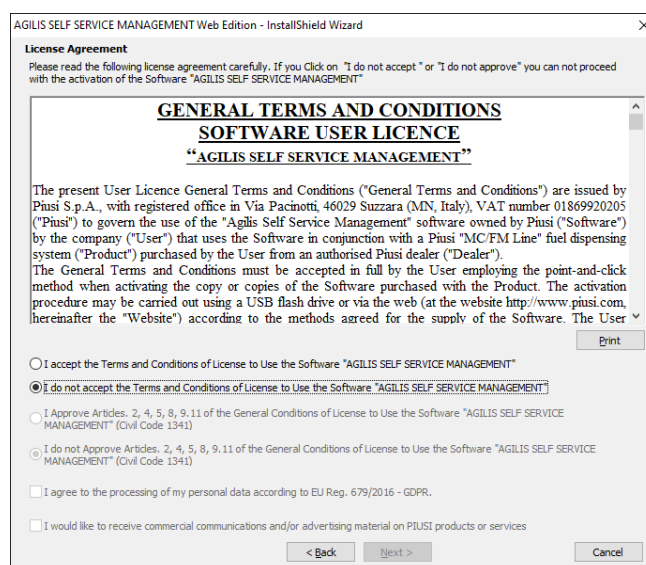 AGILIS SELF SERVICE MANAGEMENT Web Edition - InstallShield Wizard
License Agreement
Please read the following license agreement carefully. If you Click on "I do not accept " or "I do not approve" you can not proceed
with the activation of the Software "AGILIS SELF SERVICE MANAGEMENT"
GENERAL TERMS AND CONDITIONS
SOFTWARE USER LICENCE
“AGILIS SELF SERVICE MANAGEMENT”
The present User Licence General Terms and Conditions ("General Terms and Conditions") are issued by
Piusi S.p.A., with registered office in Via Pacinotti, 46029 Suzzara (MN, Italy), VAT number 01869920205
("Piusi") to govern the use of the "Agilis Self Service Management" software owned by Piusi ("Software")
by the company ("User") that uses the Software in conjunction with a Piusi "MC/FM Line" fuel dispensing
system ("Product") purchased by the User from an authorised Piusi dealer ("Dealer").
The General Terms and Conditions must be accepted in full by the User employing the point-and-click
method when activating the copy or copies of the Software purchased with the Product. The activation
procedure may be carried out using a USB flash drive or via the web (at the website http://www.piusi.com,
hereinafter the "Website") according to the methods agreed for the supply of the Software. The User
Print
I accept the Terms and Conditions of License to Use the Software "AGILIS SELF SERVICE MANAGEMENT"
I do not accept the Terms and Conditions of License to Use the Software "AGILIS SELF SERVICE MANAGEMENT"
I Approve Articles. 2, 4, 5, 8, 9.11 of the General Conditions of License to Use the Software "AGILIS SELF SERVICE
MANAGEMENT" (Civil Code 1341)
I do not Approve Articles. 2, 4, 5, 8, 9.11 of the General Conditions of License to Use the Software "AGILIS SELF SERVICE
MANAGEMENT" (Civil Code 1341)
I agree to the processing of my personal data according to EU Reg. 679/2016 - GDPR.
I would like to receive commercial communications and/or advertising material on PIUSI products or services
< Back
Next >
Cancel